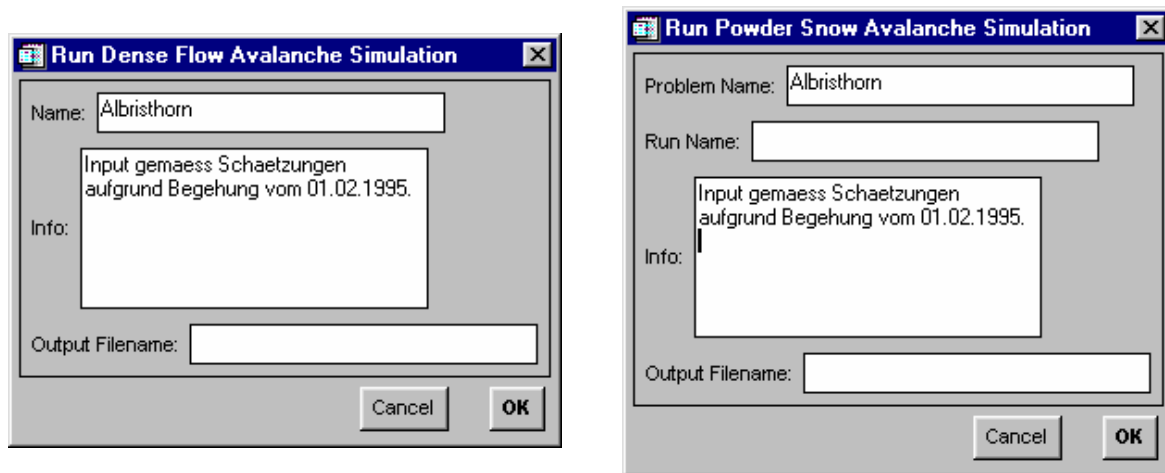 Run Dense Flow Avalanche Simulation
Name: Albristhorn
Info:
Input gemaess Schaetzungen
aufgrund Begehung vom 01.02.1995.
Output Filename:
Cancel OK
Run Powder Snow Avalanche Simulation
Problem Name: Albristhorn
Run Name:
Info:
Input gemaess Schaetzungen
aufgrund Begehung vom 01.02.1995.
Output Filename:
Cancel OK